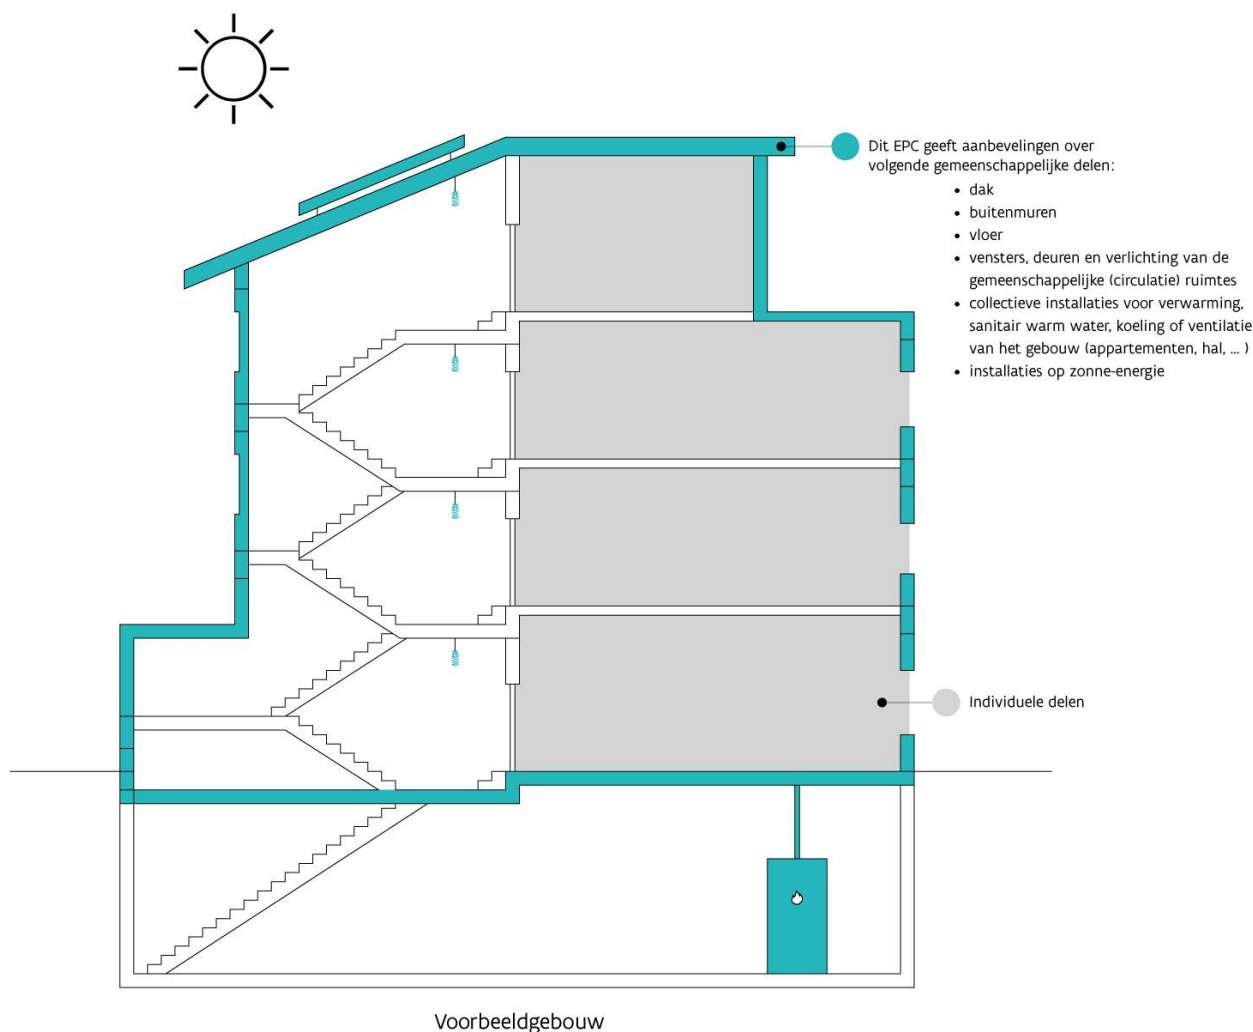 Dit EPC geeft aanbevelingen over
volgende gemeenschappelijke delen:
• dak
• buitenmuren
• vloer
• vensters, deuren en verlichting van de
gemeenschappelijke (circulatie) ruimtes
• collectieve installaties voor verwarming,
sanitair warm water, koeling of ventilatie
van het gebouw (appartementen, hal, ... )
• installaties op zonne-energie
Individuele delen
Voorbeeldgebouw